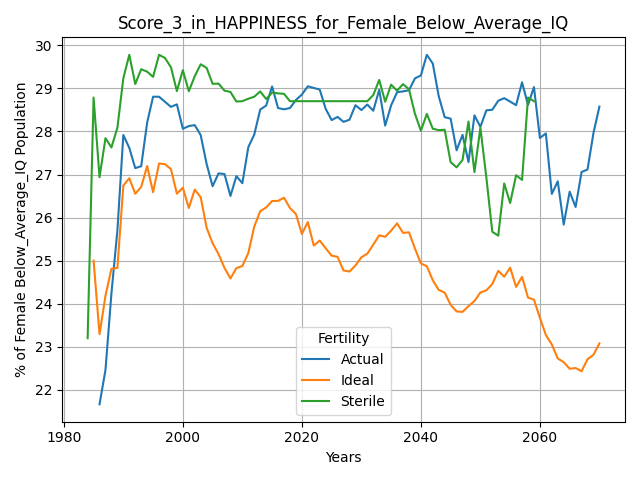 Score_3_in_HAPPINESS_for_Female_Below_Average_IQ
% of Female Below_Average_IQ Population
30
29
28
27
26
25
24
23
22
Fertility
Actual
Ideal
Sterile
1980 2000 2020 2040 2060
Years